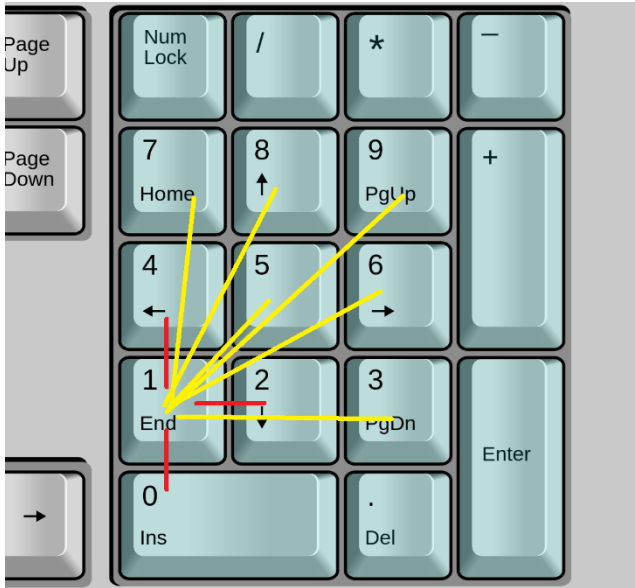 Page
Up
Num
Lock
/
*
−
Page
Down
7
Home
8
↑
9
PgUp
+
4
←
5
6
→
1
End
2
↓
3
PgDn
Enter
→
0
Ins
.
Del